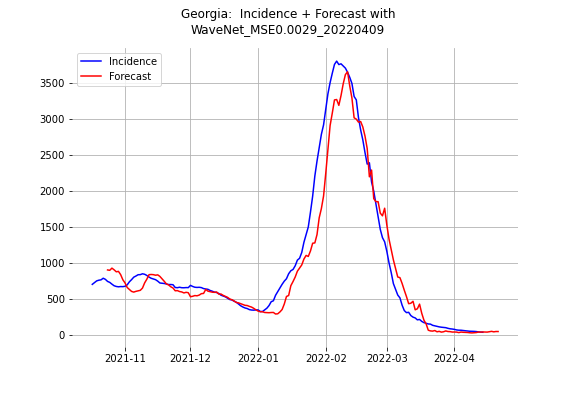 Georgia:  Incidence + Forecast with
WaveNet_MSE0.0029_20220409
Incidence
Forecast
3500
3000
2500
2000
1500
1000
500
0
2021-11 2021-12 2022-01 2022-02 2022-03 2022-04